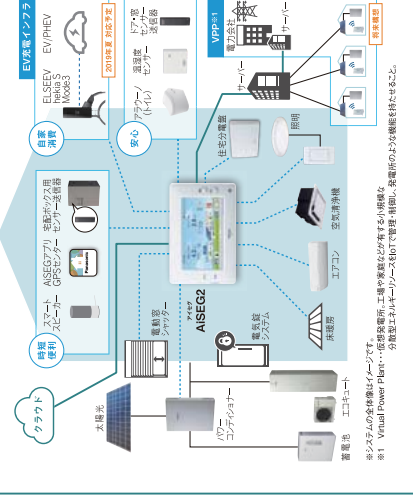 クラウド
時短
便利
スマート
スピーカー
AiSEGアプリ
GPSセンター
Panasonic
宅配ボックス用
センサー送信器
自家
消費
ELSEEV
hekia S
Mode3
EV/PHEV
2019年夏 対応予定
EV充電インフラ
安心
アラウーノ
(トイレ)
温湿度
センサー
ドア・窓
センサー
送信器
VPP※1
電力会社
サーバー
サーバー
将来構想
太陽光
電動窓
シャッター
アイセグ
AiSEG2
住宅分電盤
照明
パワー
コンディショナー
電気錠
システム
床暖房
エアコン
空気清浄機
蓄電池
エコキュート
※システムの全体像はイメージです。
※1 Virtual Power Plant・・・仮想発電所。工場や家庭などが有する小規模な
分散型エネルギーリソースをIoTで管理・制御し、発電所のような機能を持たせること。